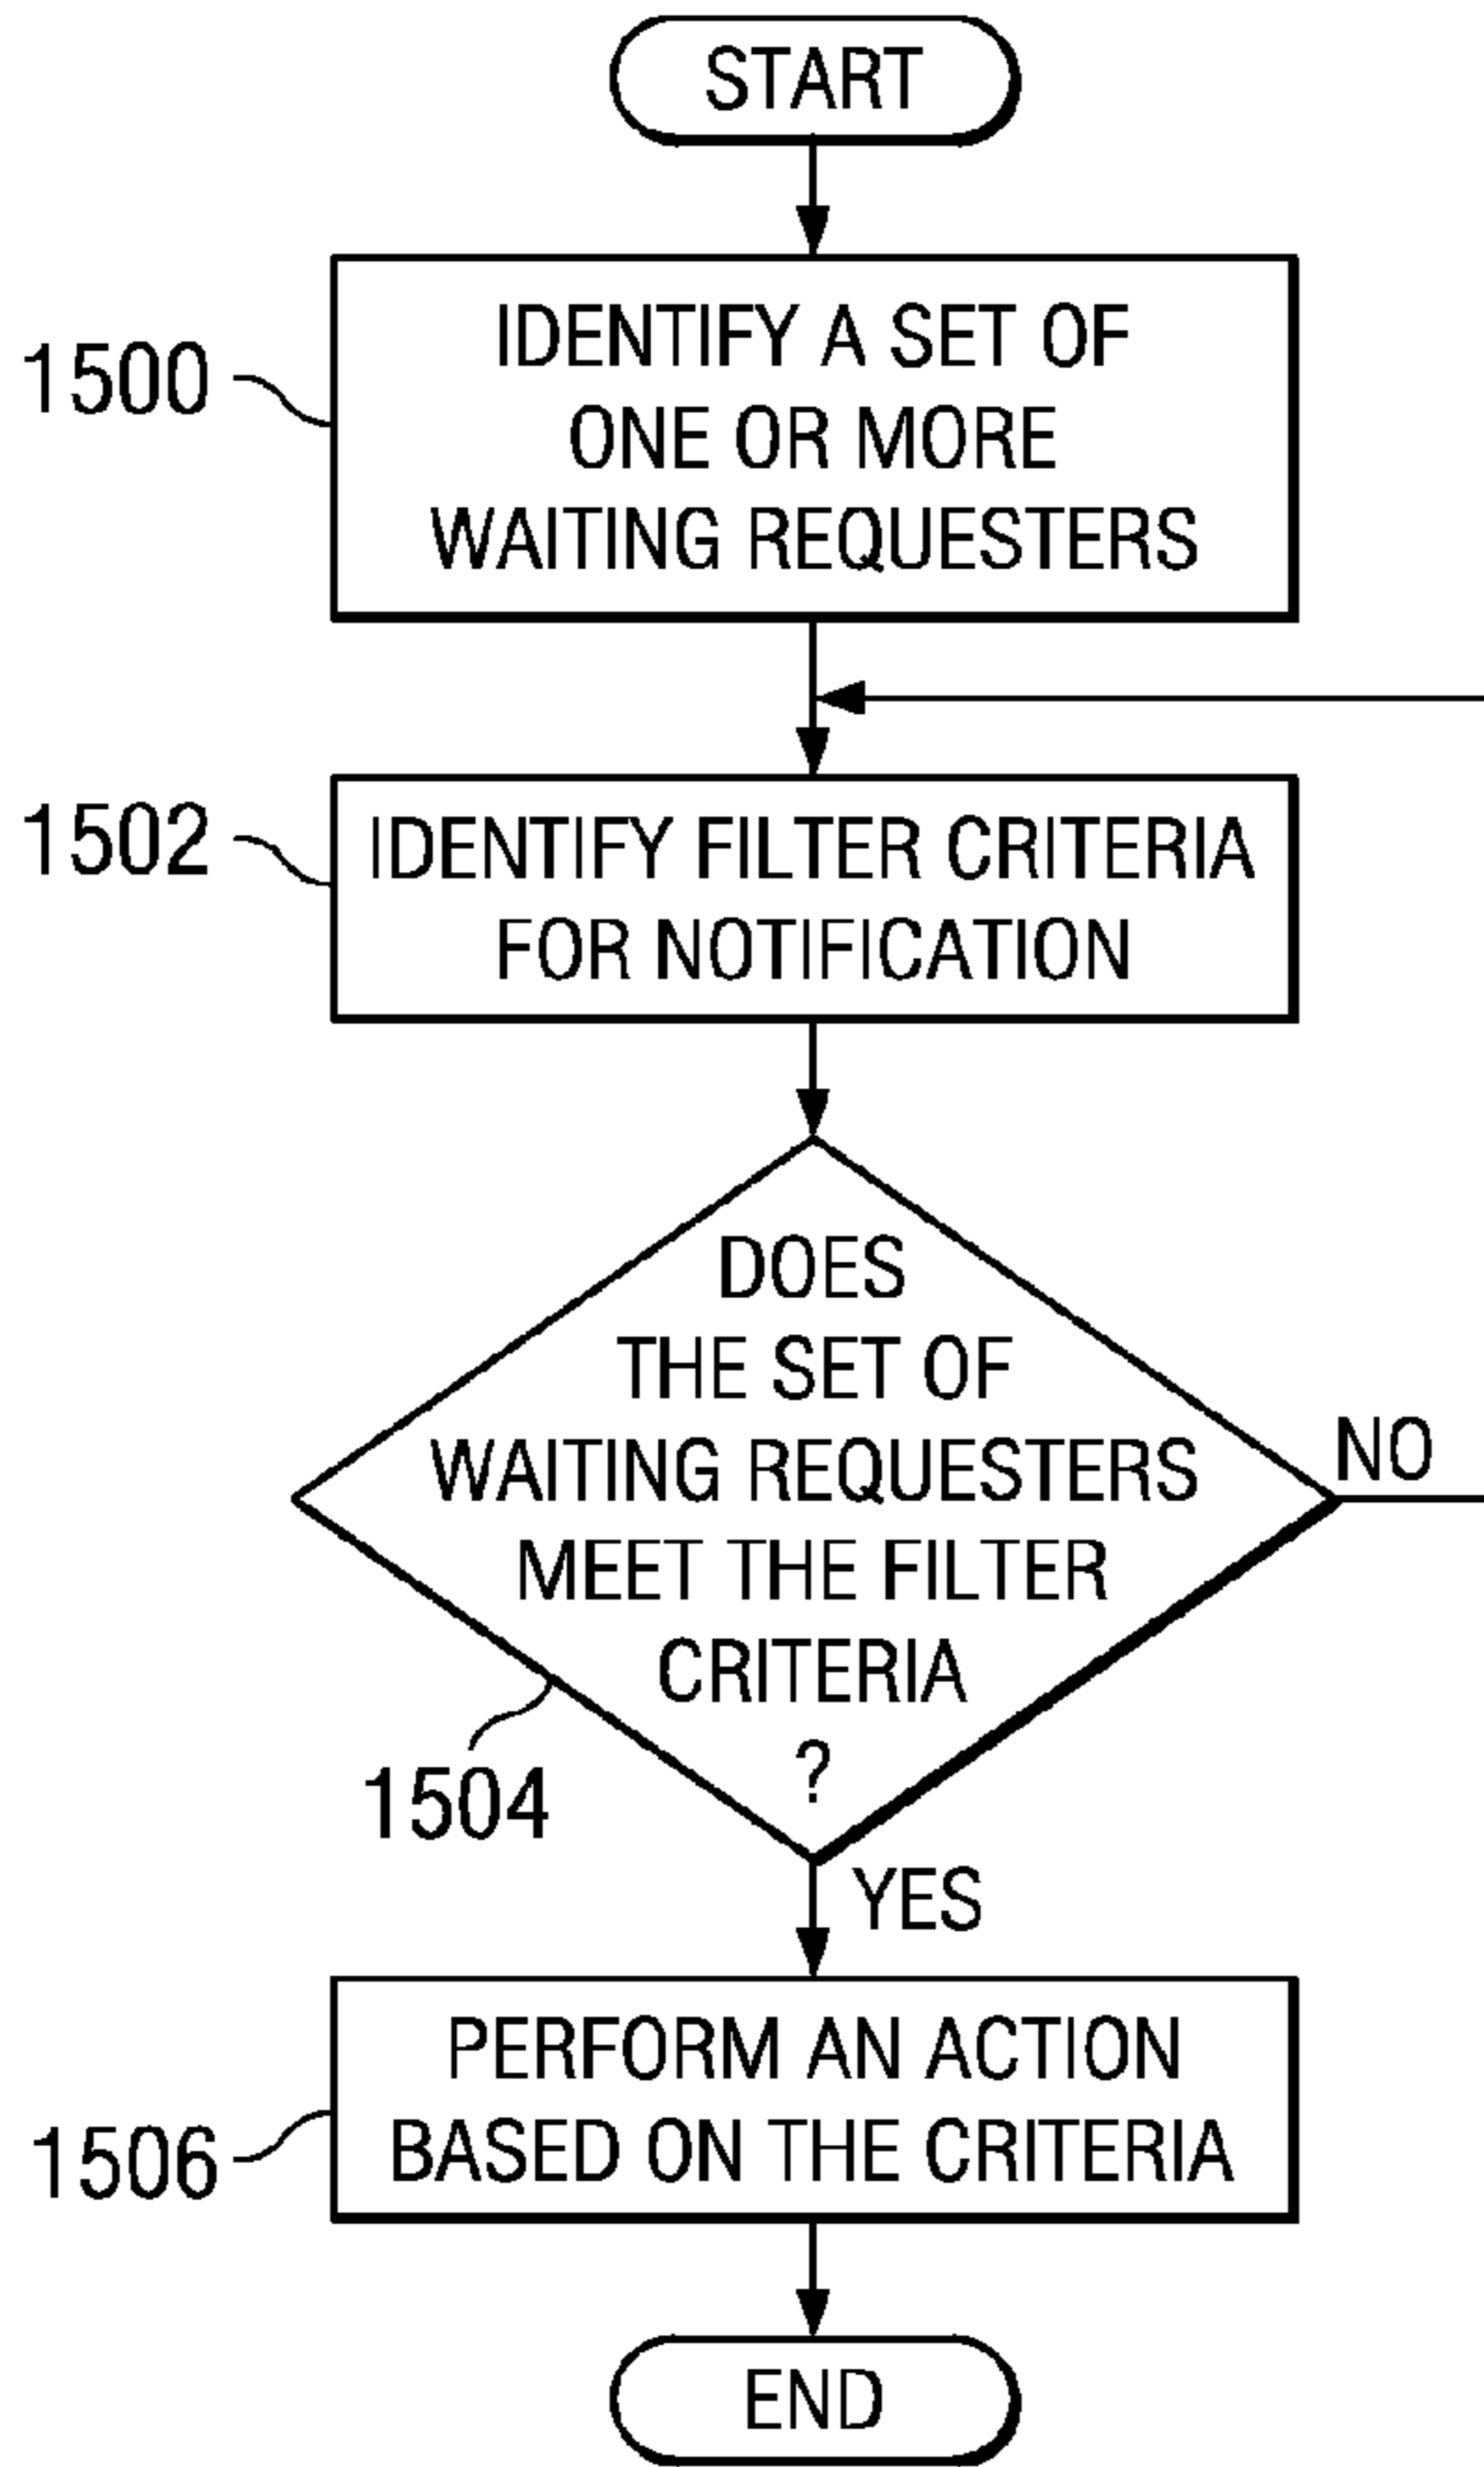 START
1500
IDENTIFY A SET OF
ONE OR MORE
WAITING REQUESTERS
1502
IDENTIFY FILTER CRITERIA
FOR NOTIFICATION
DOES
THE SET OF
WAITING REQUESTERS
MEET THE FILTER
CRITERIA
?
NO
1504
YES
1506
PERFORM AN ACTION
BASED ON THE CRITERIA
END